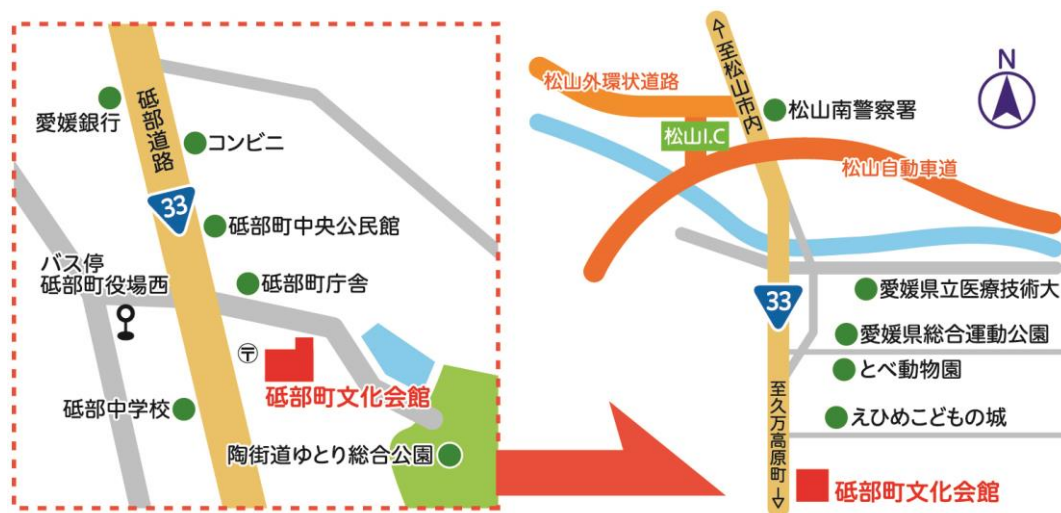 愛媛銀行
砥部道路
コンビニ
33
砥部町中央公民館
バス停
砥部町役場西
砥部町庁舎
〒
砥部町文化会館
砥部中学校
陶街道ゆとり総合公園
至松山市内
N
松山外環状道路
松山南警察署
松山I.C
松山自動車道
33
愛媛県立医療技術大
愛媛県総合運動公園
とべ動物園
至久万高原町
えひめこどもの城
砥部町文化会館